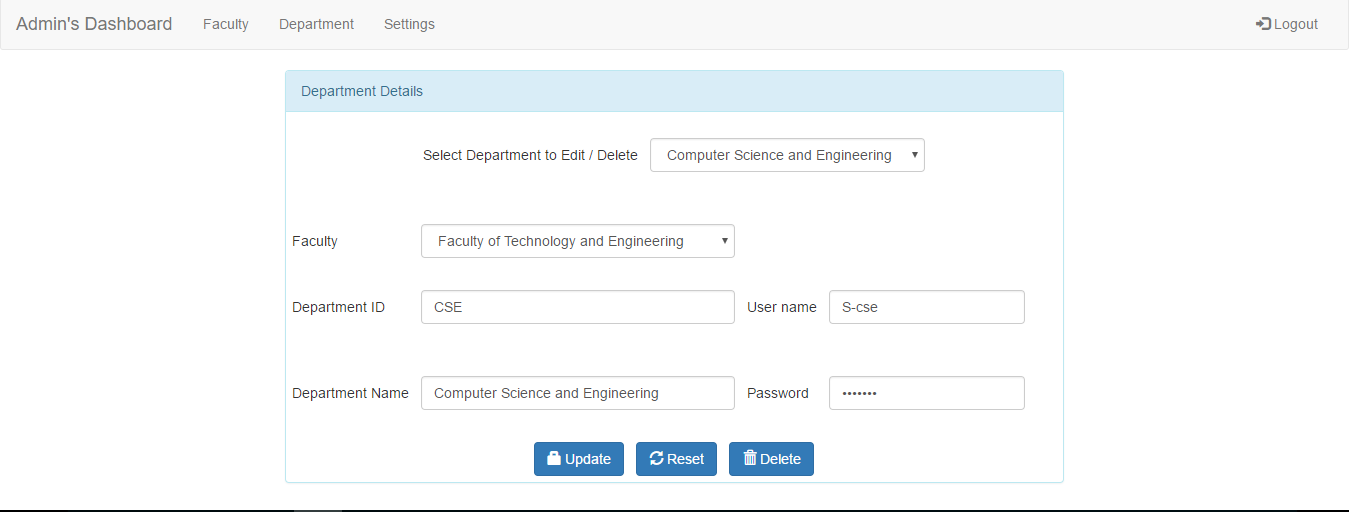 Admin's Dashboard Faculty Department Settings Logout
Department Details
Select Department to Edit / Delete Computer Science and Engineering
Faculty Faculty of Technology and Engineering
Department ID CSE User name S-cse
Department Name Computer Science and Engineering Password •••••••
Update Reset Delete